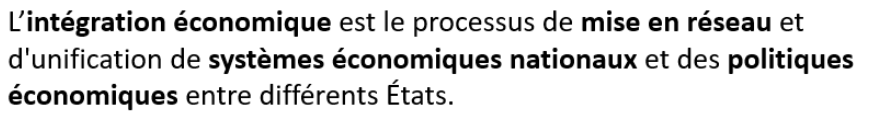 L’intégration économique est le processus de mise en réseau et
d'unification de systèmes économiques nationaux et des politiques
économiques entre différents États.